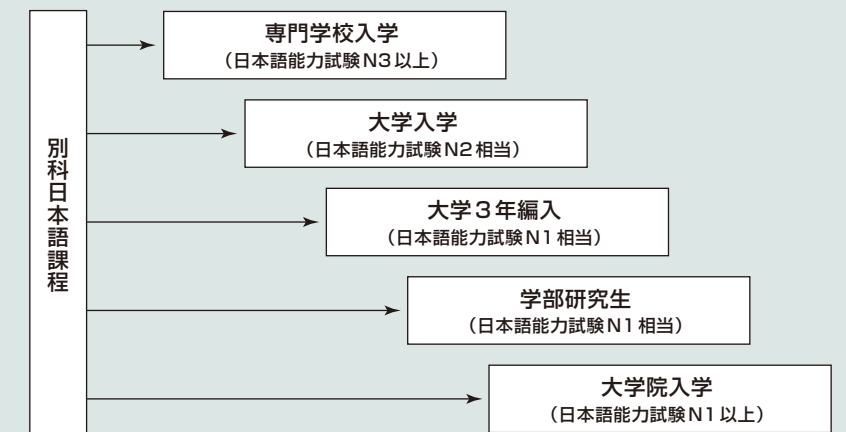 別科日本語課程
専門学校入学
（日本語能力試験N3以上）
大学入学
（日本語能力試験N2相当）
大学3年編入
（日本語能力試験N1相当）
学部研究生
（日本語能力試験N1相当）
大学院入学
（日本語能力試験N1以上）